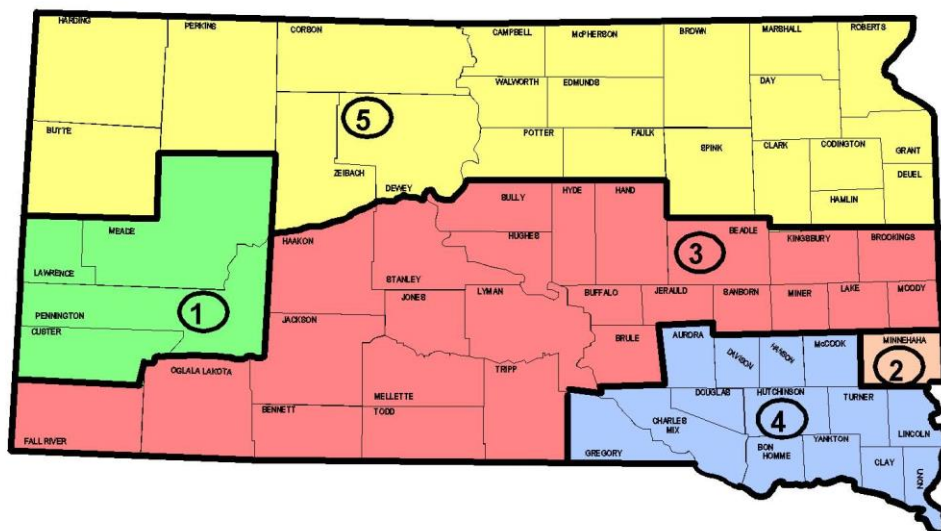 HARDING
PERKINS
CORSON
CAMPBELL
McPHERSON
BROWN
MARSHALL
ROBERTS
WALWORTH
EDMUNDS
DAY
BUTTE
5
POTTER
FAULK
SPINK
CLARK
CODINGTON
GRANT
ZEIBACH
DEWEY
DEUEL
HAMLIN
SULLY
HYDE
HAND
MEADE
HAAKON
HUGHES
BEADLE
KINGSBURY
BROOKINGS
3
LAWRENCE
STANLEY
JONES
LYMAN
BUFFALO
JERAULD
SANBORN
MINER
LAKE
MOODY
PENNINGTON
1
JACKSON
CUSTER
BRULE
AURORA
DAVISON
HANSON
McCOOK
MINNEHAHA
2
OGLALA LAKOTA
TRIPP
MELLETTE
DOUGLAS
HUTCHINSON
TURNER
BENNETT
TODD
CHARLES
MIX
4
LINCOLN
FALL RIVER
GREGORY
BON
HOMME
YANKTON
CLAY
UNION